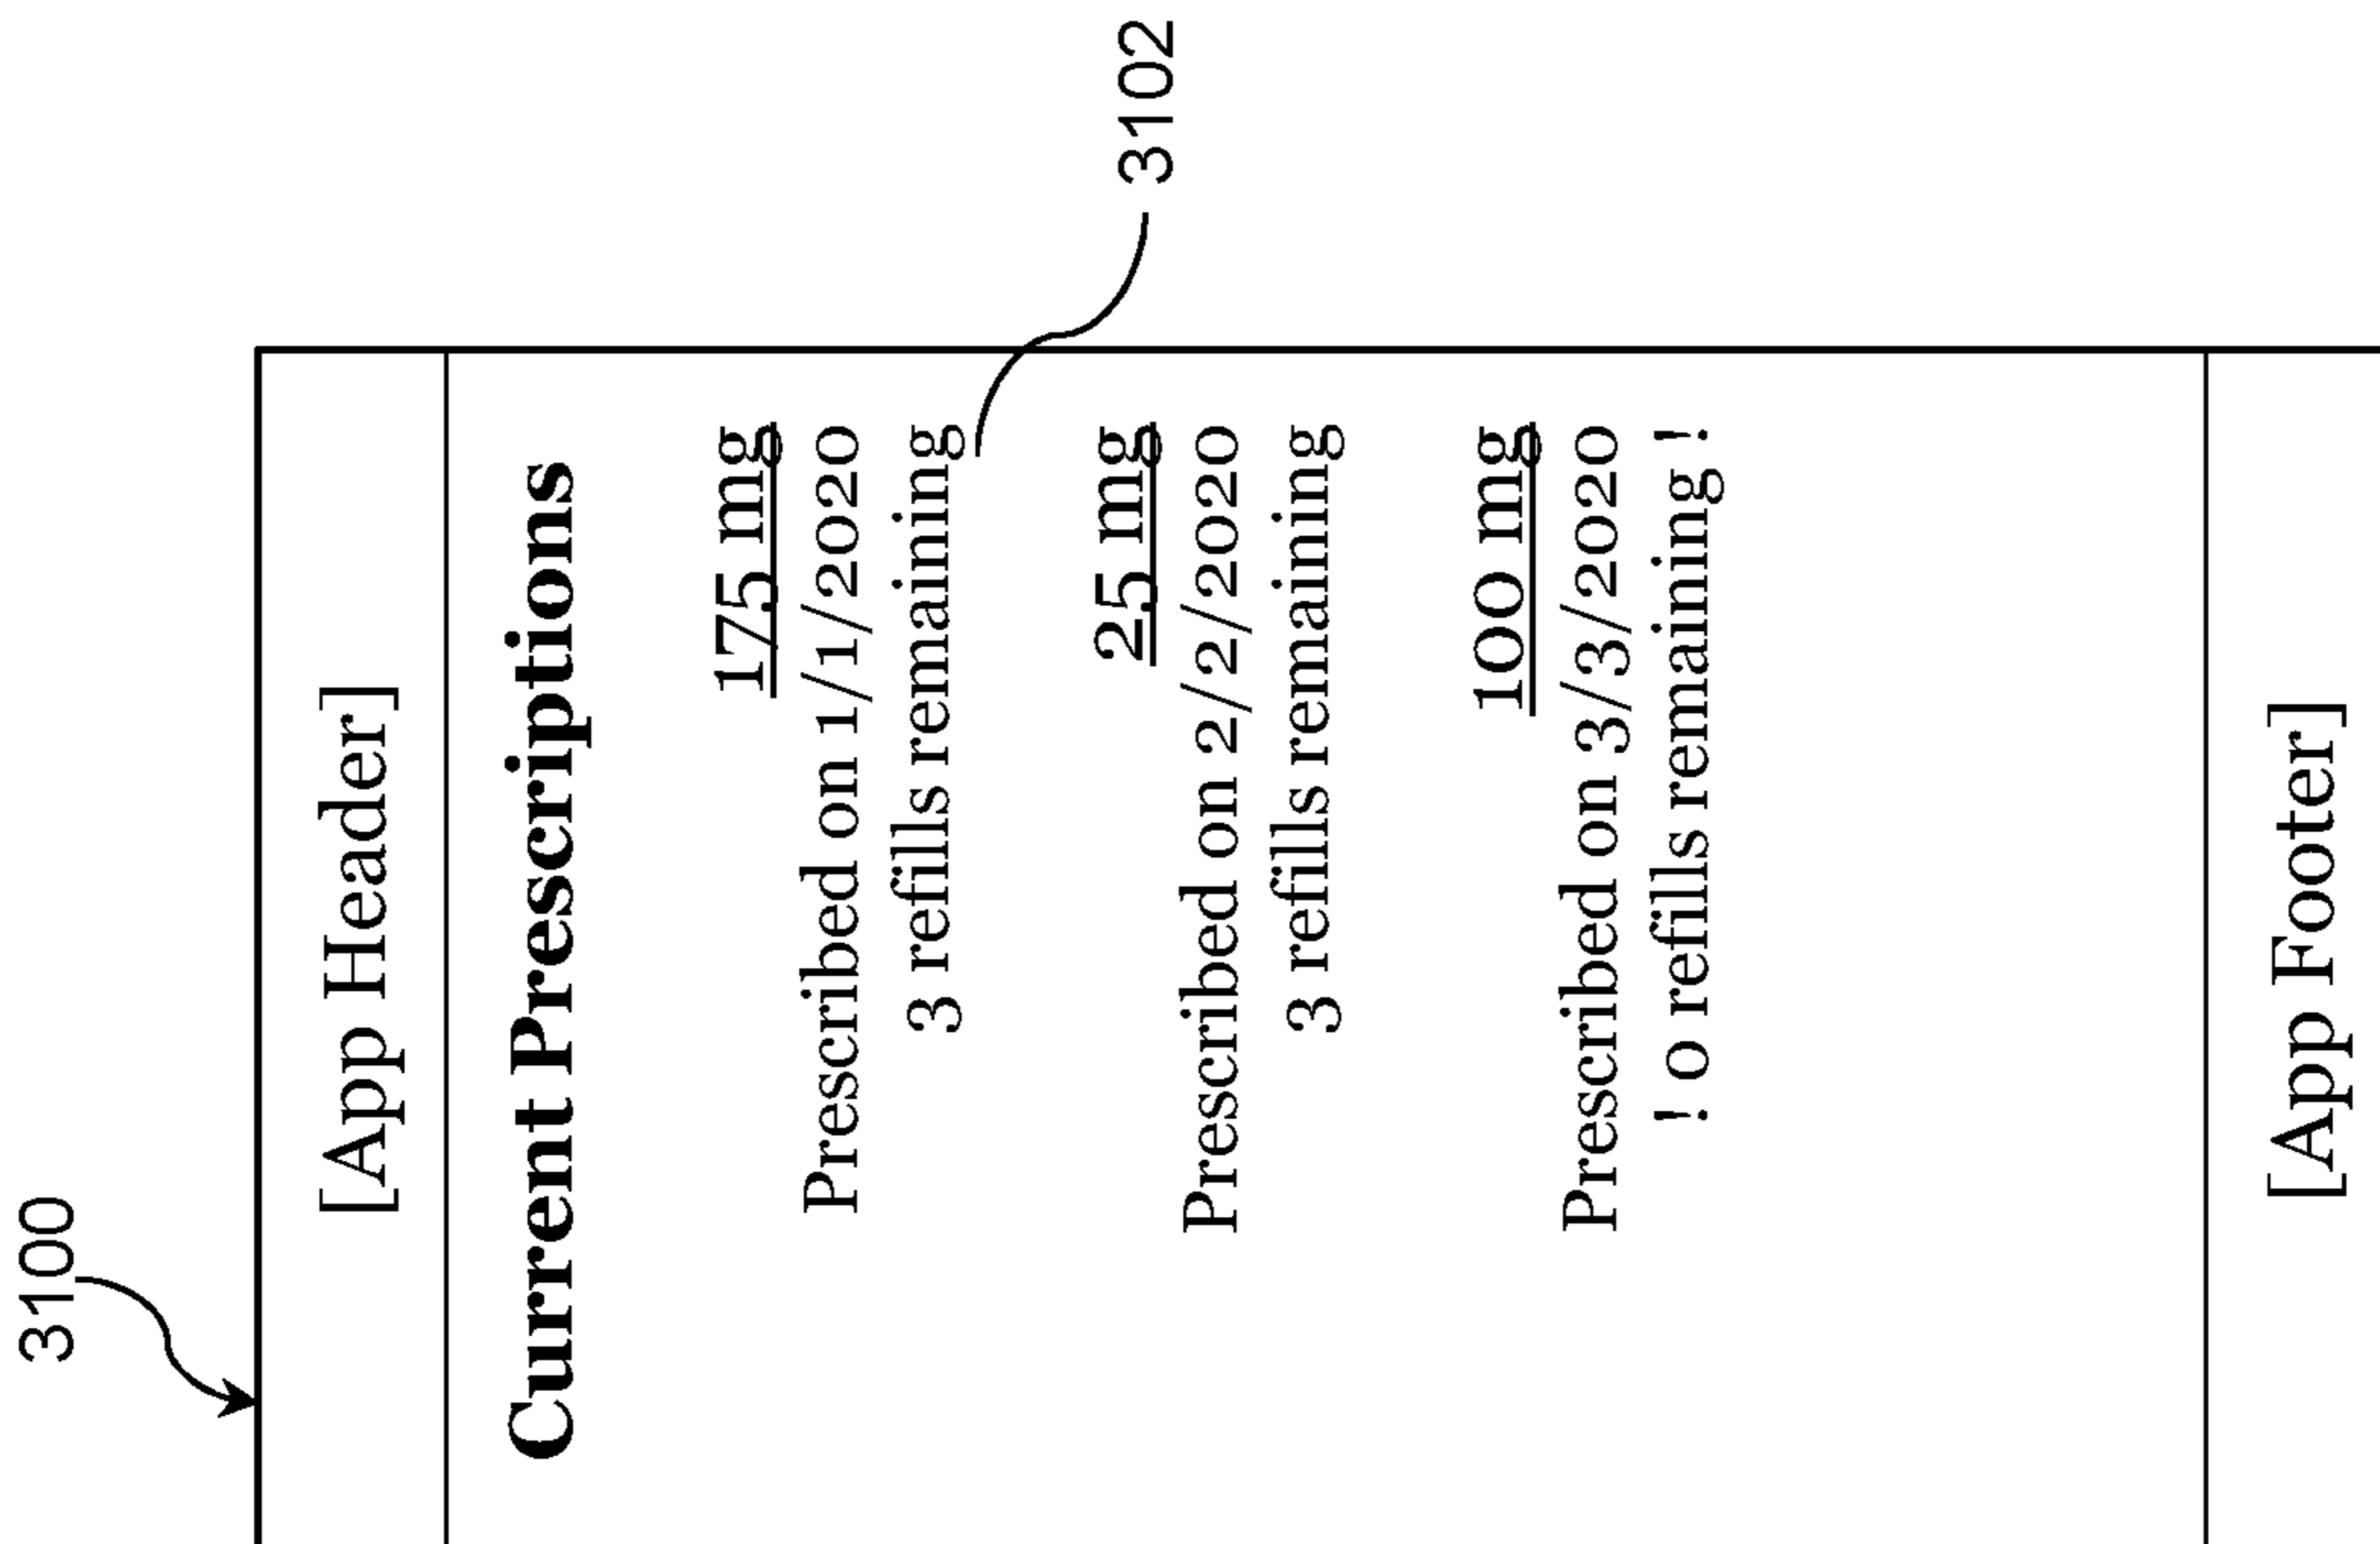 3100
[App Header]
Current Prescriptions
175 mg
Prescribed on 1/1/2020
3 refills remaining
3102
25 mg
Prescribed on 2/2/2020
3 refills remaining
100 mg
Prescribed on 3/3/2020
! 0 refills remaining !
[App Footer]